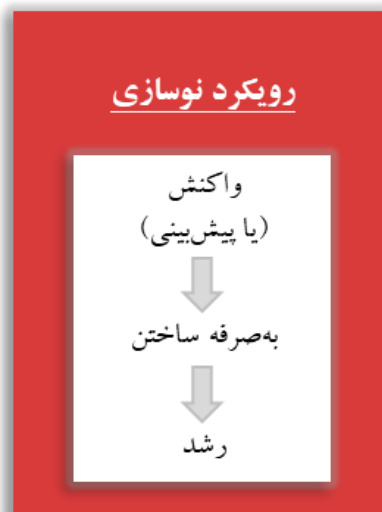 رویکرد نوسازی
واکنش
(یا پیش‌بینی)
به‌صرفه ساختن
رشد